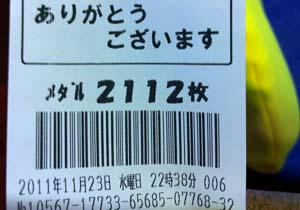 ありがとう
ございます
ﾒﾀﾞﾙ 2112枚
2011年11月23日 水曜日 22時38分 006
№10567-17733-65685-07768-32